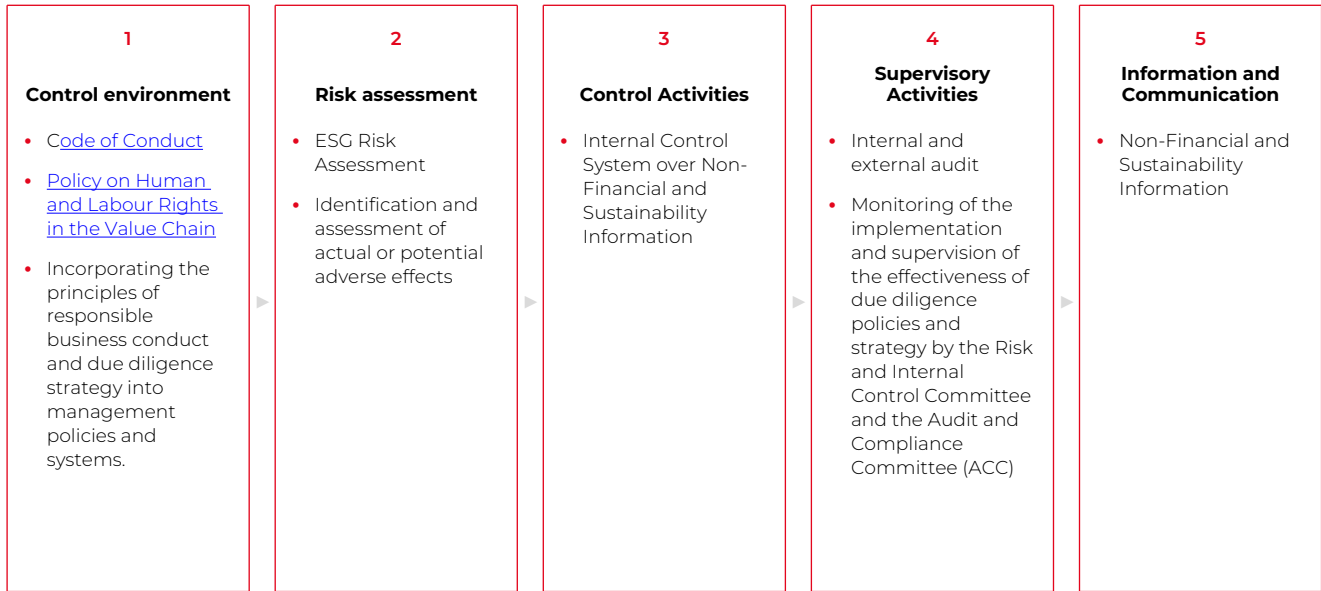 1
Control environment
• Code of Conduct
• Policy on Human
and Labour Rights
in the Value Chain
• Incorporating the
principles of
responsible
business conduct
and due diligence
strategy into
management
policies and
systems.
2
Risk assessment
• ESG Risk
Assessment
• Identification and
assessment of
actual or potential
adverse effects
3
Control Activities
• Internal Control
System over Non-
Financial and
Sustainability
Information
4
Supervisory
Activities
• Internal and
external audit
• Monitoring of the
implementation
and supervision of
the effectiveness of
due diligence
policies and
strategy by the Risk
and Internal
Control Committee
and the Audit and
Compliance
Committee (ACC)
5
Information and
Communication
• Non-Financial and
Sustainability
Information